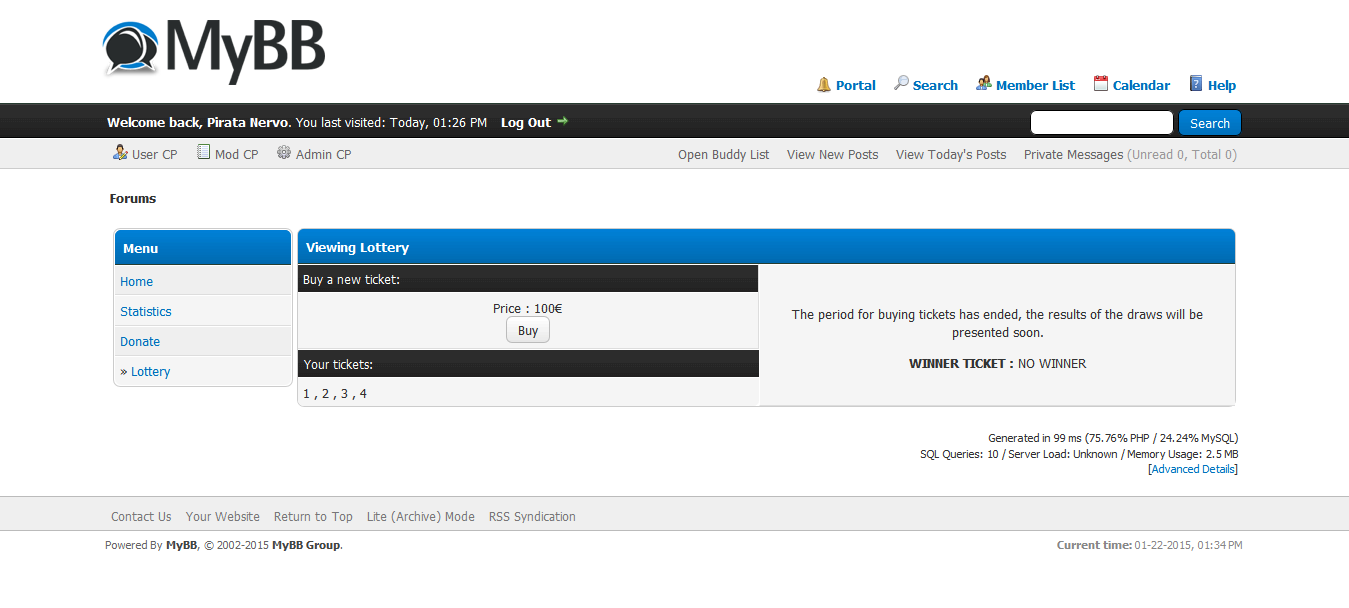 MyBB
Portal Search Member List Calendar Help
Welcome back, Pirata Nervo. You last visited: Today, 01:26 PM Log Out
Search
User CP Mod CP Admin CP
Open Buddy List View New Posts View Today's Posts Private Messages (Unread 0, Total 0)
Forums
Menu
Home
Statistics
Donate
» Lottery
Viewing Lottery
Buy a new ticket:
Price : 100€
Buy
Your tickets:
1 , 2 , 3 , 4
The period for buying tickets has ended, the results of the draws will be
presented soon.
WINNER TICKET : NO WINNER
Generated in 99 ms (75.76% PHP / 24.24% MySQL)
SQL Queries: 10 / Server Load: Unknown / Memory Usage: 2.5 MB
[Advanced Details]
Contact Us Your Website Return to Top Lite (Archive) Mode RSS Syndication
Powered By MyBB, © 2002-2015 MyBB Group.
Current time: 01-22-2015, 01:34 PM